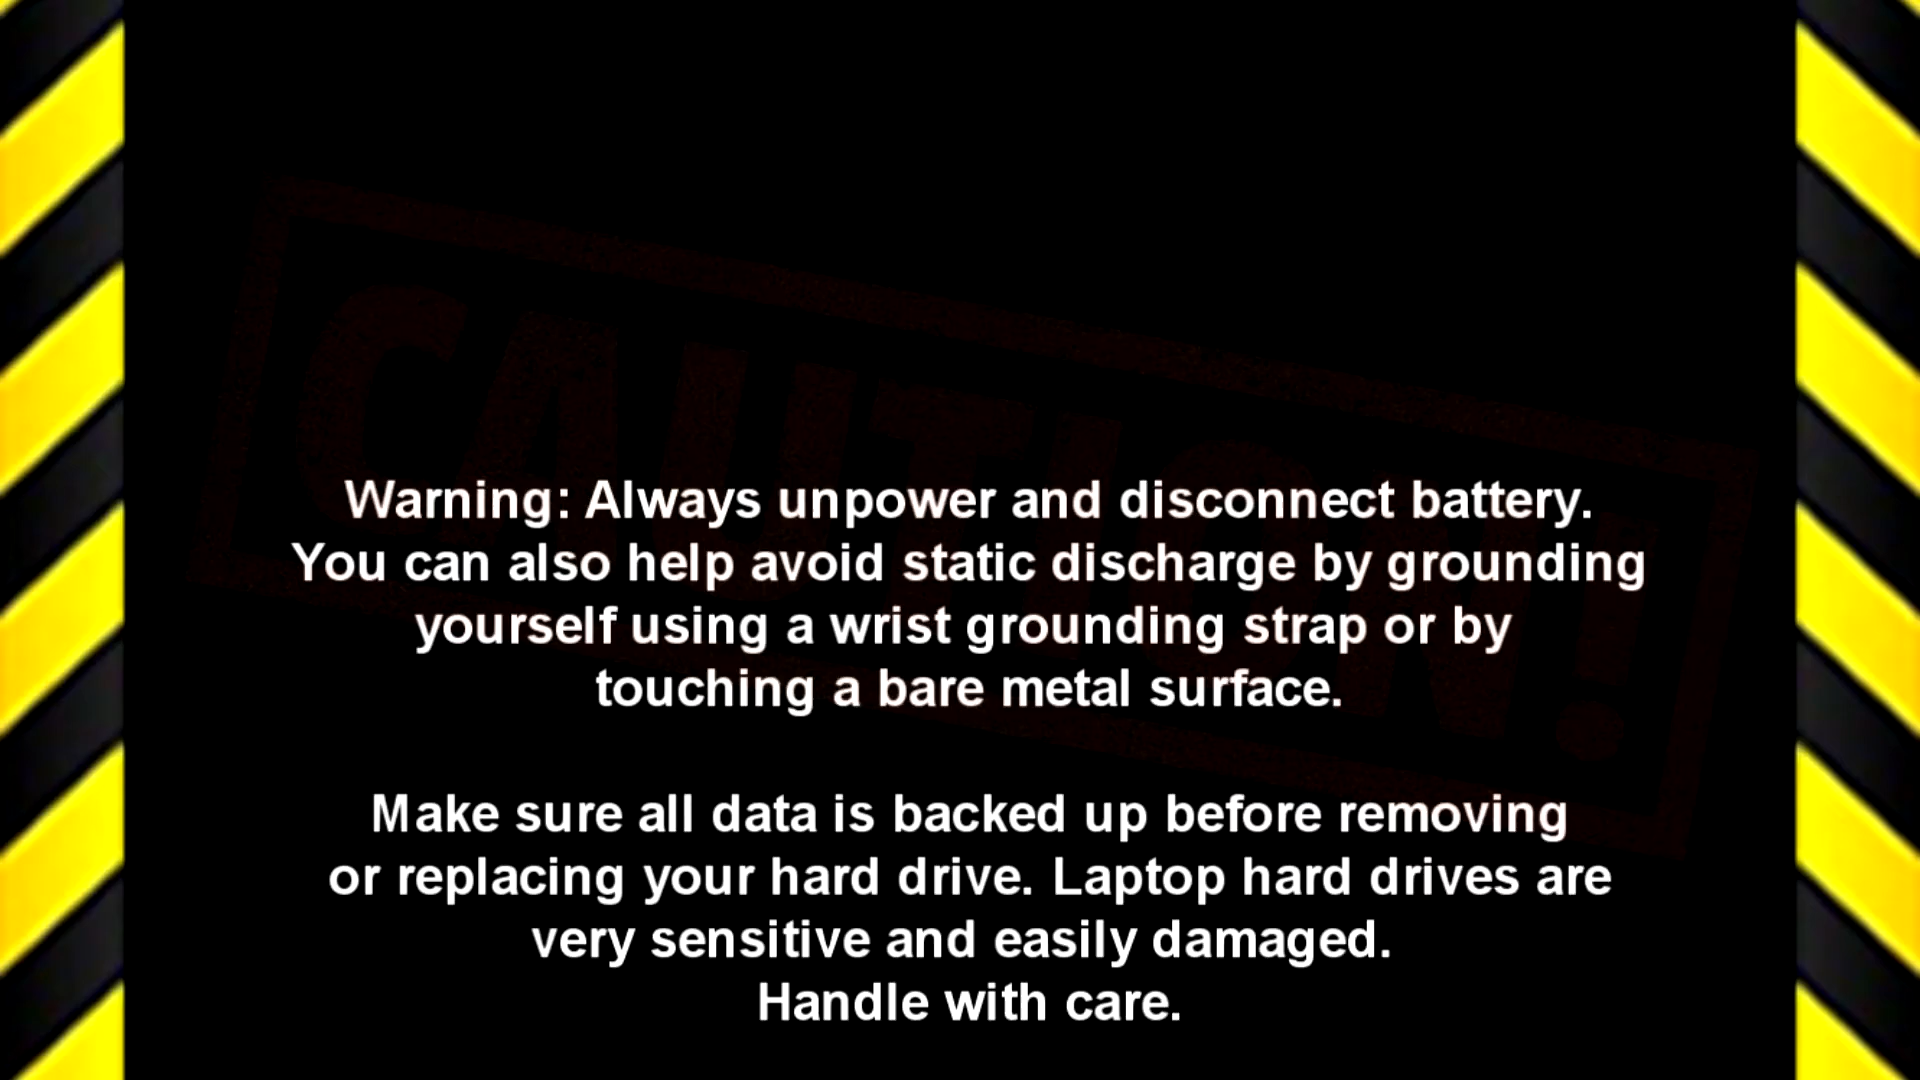 CAUTION!
Warning: Always unpower and disconnect battery.
You can also help avoid static discharge by grounding
yourself using a wrist grounding strap or by
touching a bare metal surface.
Make sure all data is backed up before removing
or replacing your hard drive. Laptop hard drives are
very sensitive and easily damaged.
Handle with care.